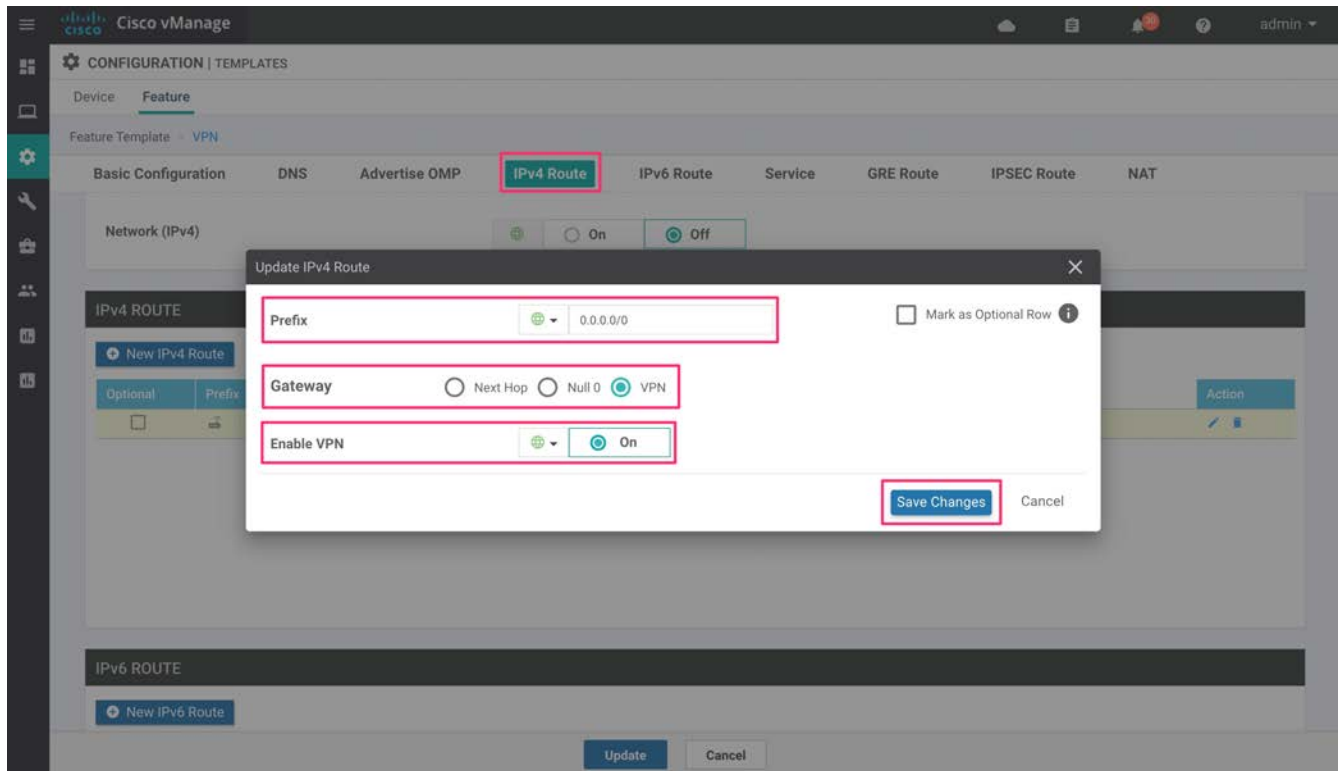 cisco Cisco vManage
30
admin
CONFIGURATION | TEMPLATES
Device Feature
Feature Template VPN
Basic Configuration DNS Advertise OMP IPv4 Route IPv6 Route Service GRE Route IPSEC Route NAT
Network (IPv4) On Off
Update IPv4 Route
IPv4 ROUTE
Prefix 0.0.0.0/0 Mark as Optional Row
New IPv4 Route
Gateway Next Hop Null 0 VPN
Optional Prefix Action
Enable VPN On
Save Changes Cancel
IPv6 ROUTE
New IPv6 Route
Update Cancel